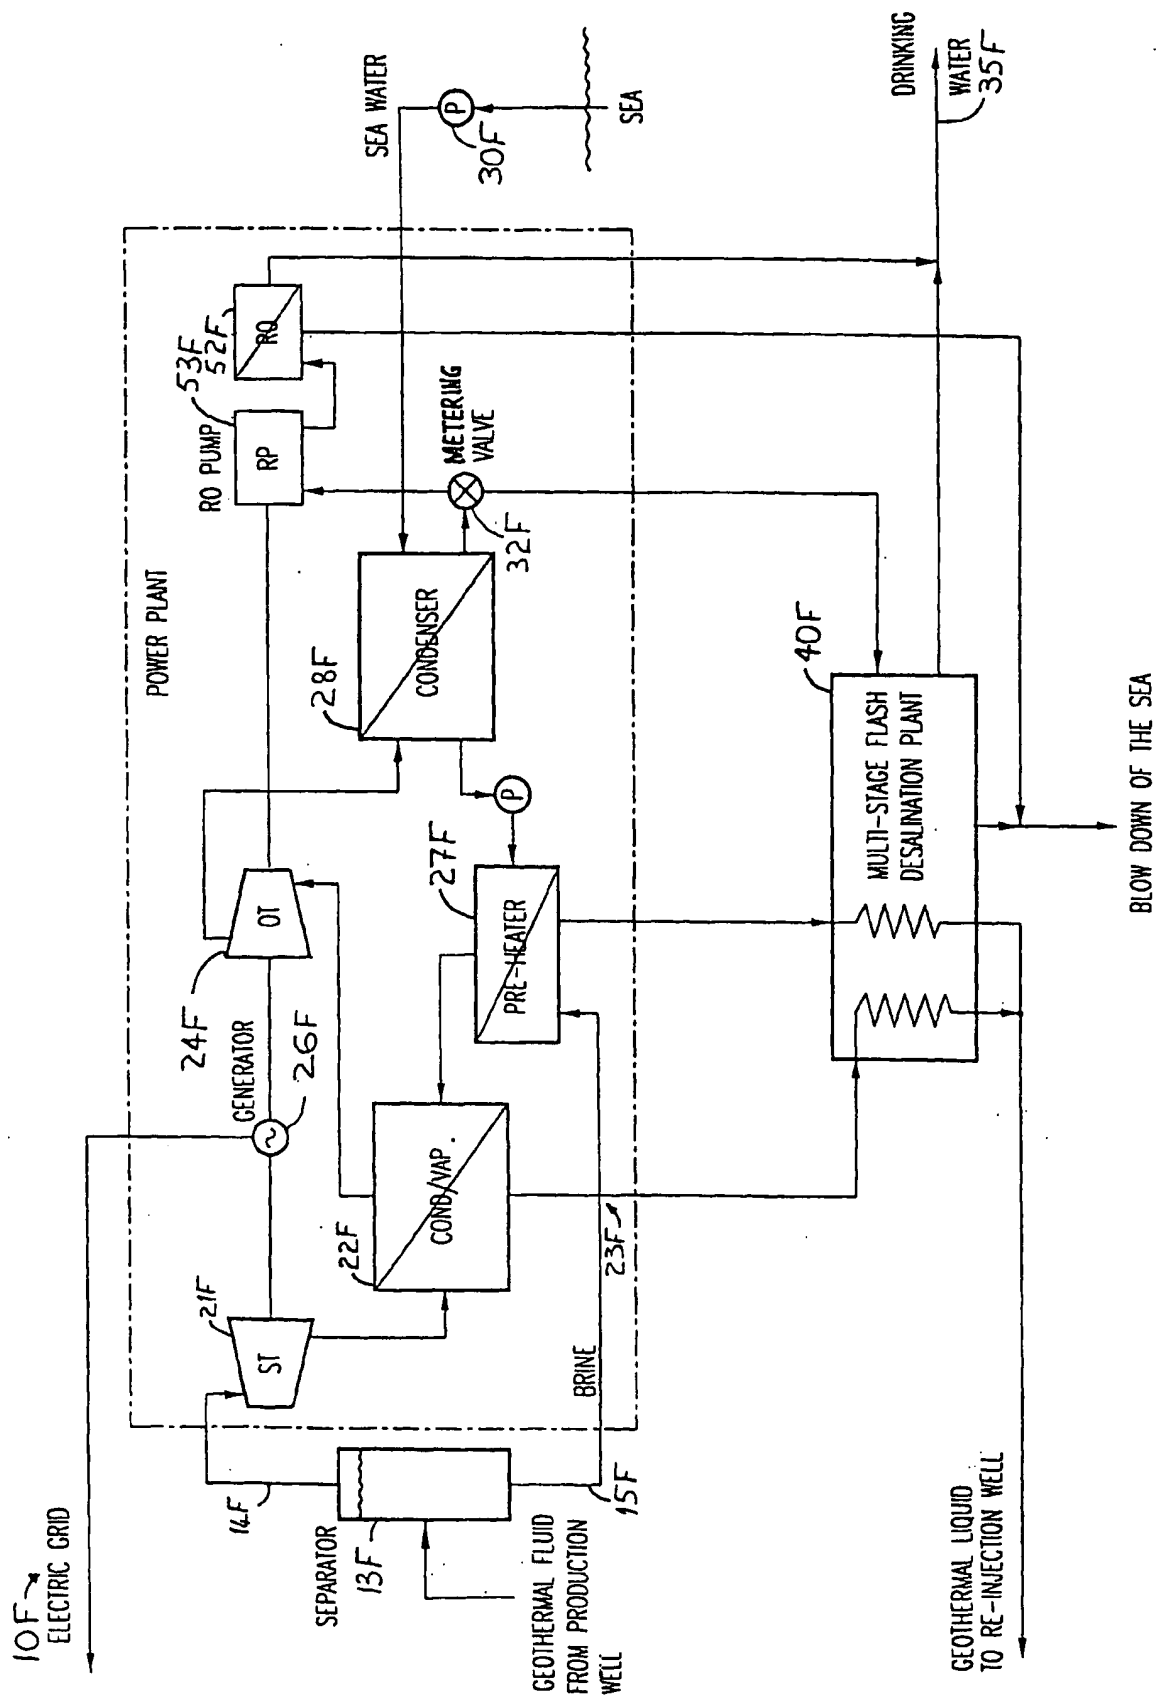 10F
ELECTRIC GRID
SEPARATOR
13F
14F
15F
GEOTHERMAL FLUID
FROM PRODUCTION
WELL
POWER PLANT
21F
ST
GENERATOR
26F
24F
OT
RO PUMP
53F
RP
52F
RO
22F
COND/VAP.
23F
BRINE
27F
PRE-HEATER
P
28F
CONDENSER
METERING
VALVE
32F
SEA WATER
P
30F
SEA
40F
MULTI-STAGE FLASH
DESALINATION PLANT
DRINKING
WATER
35F
BLOW DOWN OF THE SEA
GEOTHERMAL LIQUID
TO RE-INJECTION WELL